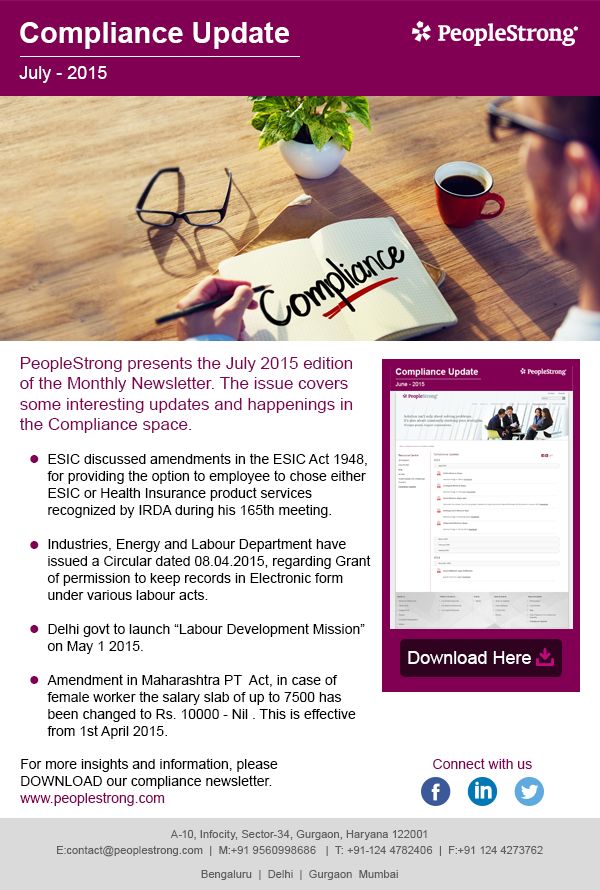 Compliance Update
PeopleStrong
July - 2015
Compliance
PeopleStrong presents the July 2015 edition
of the Monthly Newsletter. The issue covers
some interesting updates and happenings in
the Compliance space.
ESIC discussed amendments in the ESIC Act 1948,
for providing the option to employee to chose either
ESIC or Health Insurance product services
recognized by IRDA during his 165th meeting.
Industries, Energy and Labour Department have
issued a Circular dated 08.04.2015, regarding Grant
of permission to keep records in Electronic form
under various labour acts.
Delhi govt to launch “Labour Development Mission”
on May 1 2015.
Amendment in Maharashtra PT Act, in case of
female worker the salary slab of up to 7500 has
been changed to Rs. 10000 - Nil . This is effective
from 1st April 2015.
For more insights and information, please
DOWNLOAD our compliance newsletter.
www.peoplestrong.com
Compliance Update
PeopleStrong
June - 2015
PeopleStrong
Download Here
Connect with us
f in
A-10, Infocity, Sector-34, Gurgaon, Haryana 122001
E:contact@peoplestrong.com | M:+91 9560998686 | T: +91-124 4782406 | F:+91 124 4273762
Bengaluru | Delhi | Gurgaon Mumbai